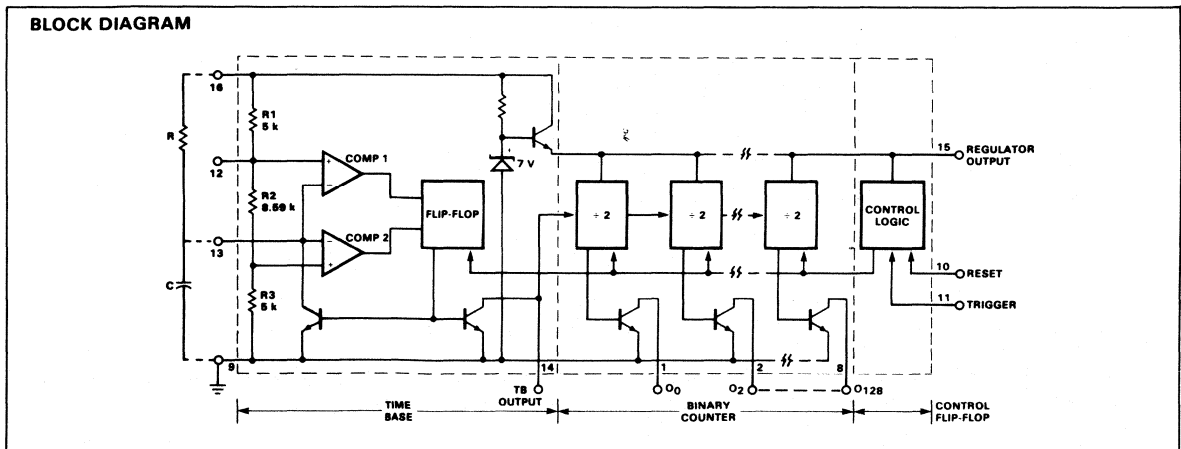 BLOCK DIAGRAM
16
R1
5 k
R
12
COMP 1
7 V
15
REGULATOR
OUTPUT
R2
8.59 k
FLIP-FLOP
÷ 2
÷ 2
÷ 2
CONTROL
LOGIC
13
COMP 2
10
RESET
C
R3
5 k
11
TRIGGER
9
14
1
2
8
TB
OUTPUT
O0
O2
O128
TIME
BASE
BINARY
COUNTER
CONTROL
FLIP-FLOP